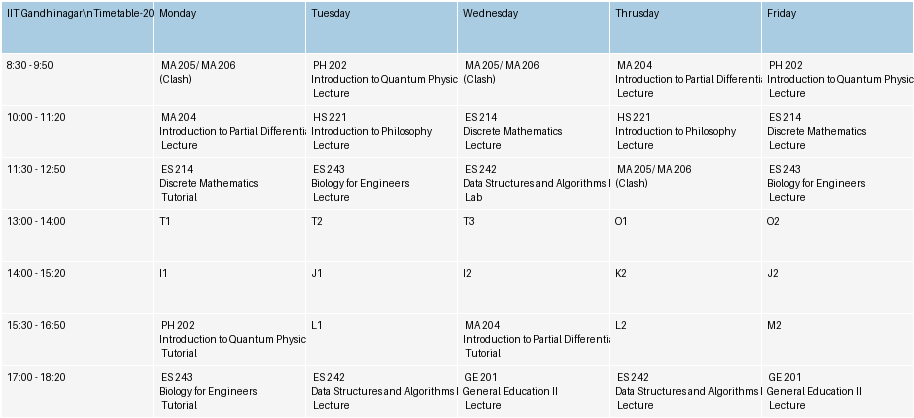 IIT Gandhinagar\nTimetable-20 Monday Tuesday Wednesday Thrusday Friday
8:30 - 9:50
MA 205/ MA 206
(Clash)
PH 202
Introduction to Quantum Physic
Lecture
MA 205/ MA 206
(Clash)
MA 204
Introduction to Partial Differentia
Lecture
PH 202
Introduction to Quantum Physic
Lecture
10:00 - 11:20
MA 204
Introduction to Partial Differentia
Lecture
HS 221
Introduction to Philosophy
Lecture
ES 214
Discrete Mathematics
Lecture
HS 221
Introduction to Philosophy
Lecture
ES 214
Discrete Mathematics
Lecture
11:30 - 12:50
ES 214
Discrete Mathematics
Tutorial
ES 243
Biology for Engineers
Lecture
ES 242
Data Structures and Algorithms I
Lab
MA 205/ MA 206
(Clash)
ES 243
Biology for Engineers
Lecture
13:00 - 14:00
T1
T2
T3
O1
O2
14:00 - 15:20
I1
J1
I2
K2
J2
15:30 - 16:50
PH 202
Introduction to Quantum Physic
Tutorial
L1
MA 204
Introduction to Partial Differentia
Tutorial
L2
M2
17:00 - 18:20
ES 243
Biology for Engineers
Tutorial
ES 242
Data Structures and Algorithms I
Lecture
GE 201
General Education II
Lecture
ES 242
Data Structures and Algorithms I
Lecture
GE 201
General Education II
Lecture